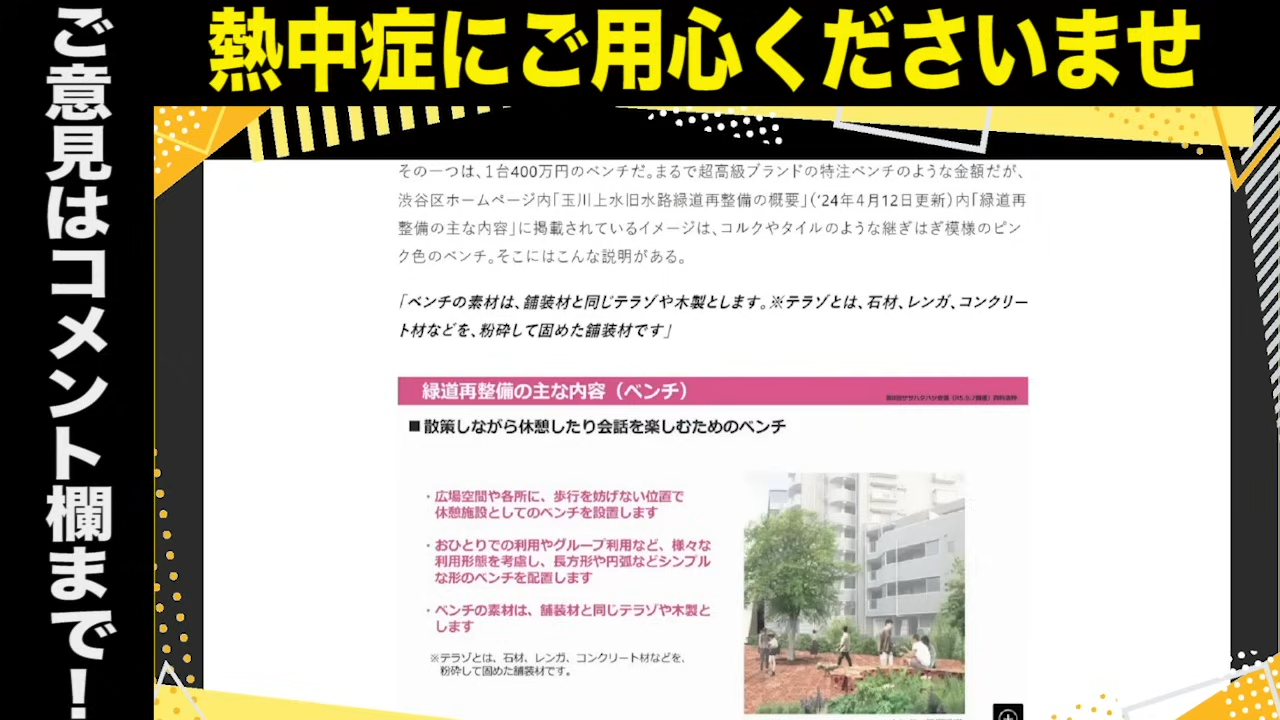 熱中症にご用心くださいませ
ご意見はコメント欄まで!
その一つは、1台400万円のベンチだ。まるで超高級ブランドの特注ベンチのような金額だが、
渋谷区ホームページ内「玉川上水旧水路緑道再整備の概要」(‘24年4月12日更新)内「緑道再
整備の主な内容」に掲載されているイメージは、コルクやタイルのような継ぎはぎ模様のピン
ク色のベンチ。そこにはこんな説明がある。
「ベンチの素材は、舗装材と同じテラゾや木製とします。※テラゾとは、石材、レンガ、コンクリー
ト材などを、粉砕して固めた舗装材です」
緑道再整備の主な内容(ベンチ)
■散策しながら休憩したり会話を楽しむためのベンチ
・広場空間や各所に、歩行を妨げない位置で
休憩施設としてのベンチを設置します
・おひとりでの利用やグループ利用など、様々な
利用形態を考慮し、長方形や円弧などシンプル
な形のベンチを配置します
・ベンチの素材は、舗装材と同じテラゾや木製と
します
※テラゾとは、石材、レンガ、コンクリート材などを、
粉砕して固めた舗装材です。